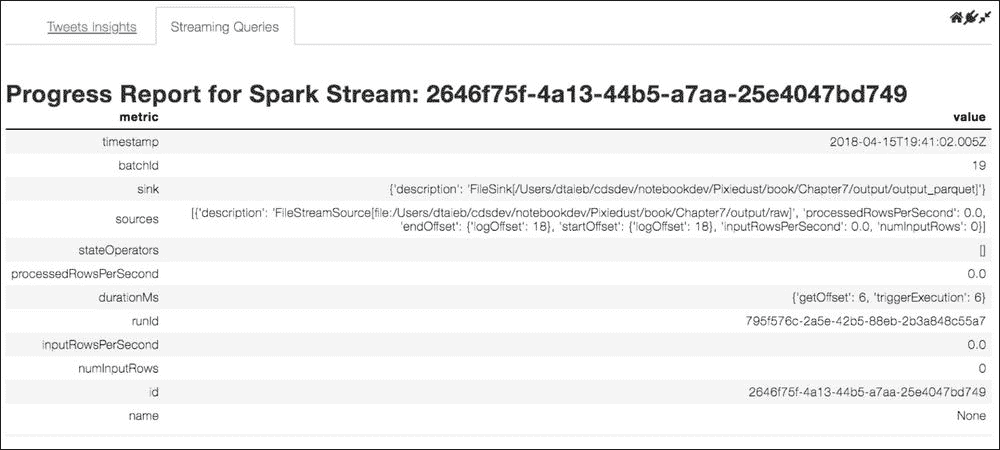 Tweets Insights
Streaming Queries
Progress Report for Spark Stream: 2646f75f-4a13-44b5-a7aa-25e4047bd749
metric value
timestamp 2018-04-15T19:41:02.005Z
batchId 19
sink {'description': 'FileSink[/Users/dtaieb/cdsdev/notebookdev/Pixiedust/book/Chapter7/output/output_parquet]'}
sources [{'description': 'FileStreamSource[file:/Users/dtaieb/cdsdev/notebookdev/Pixiedust/book/Chapter7/output/raw]', 'processedRowsPerSecond': 0.0,
'endOffset': {'logOffset': 18}, 'startOffset': {'logOffset': 18}, 'inputRowsPerSecond': 0.0, 'numInputRows': 0}]
stateOperators []
processedRowsPerSecond 0.0
durationMs {'getOffset': 6, 'triggerExecution': 6}
runId 795f576c-2a5e-42b5-88eb-2b3a848c55a7
inputRowsPerSecond 0.0
numInputRows 0
id 2646f75f-4a13-44b5-a7aa-25e4047bd749
name None